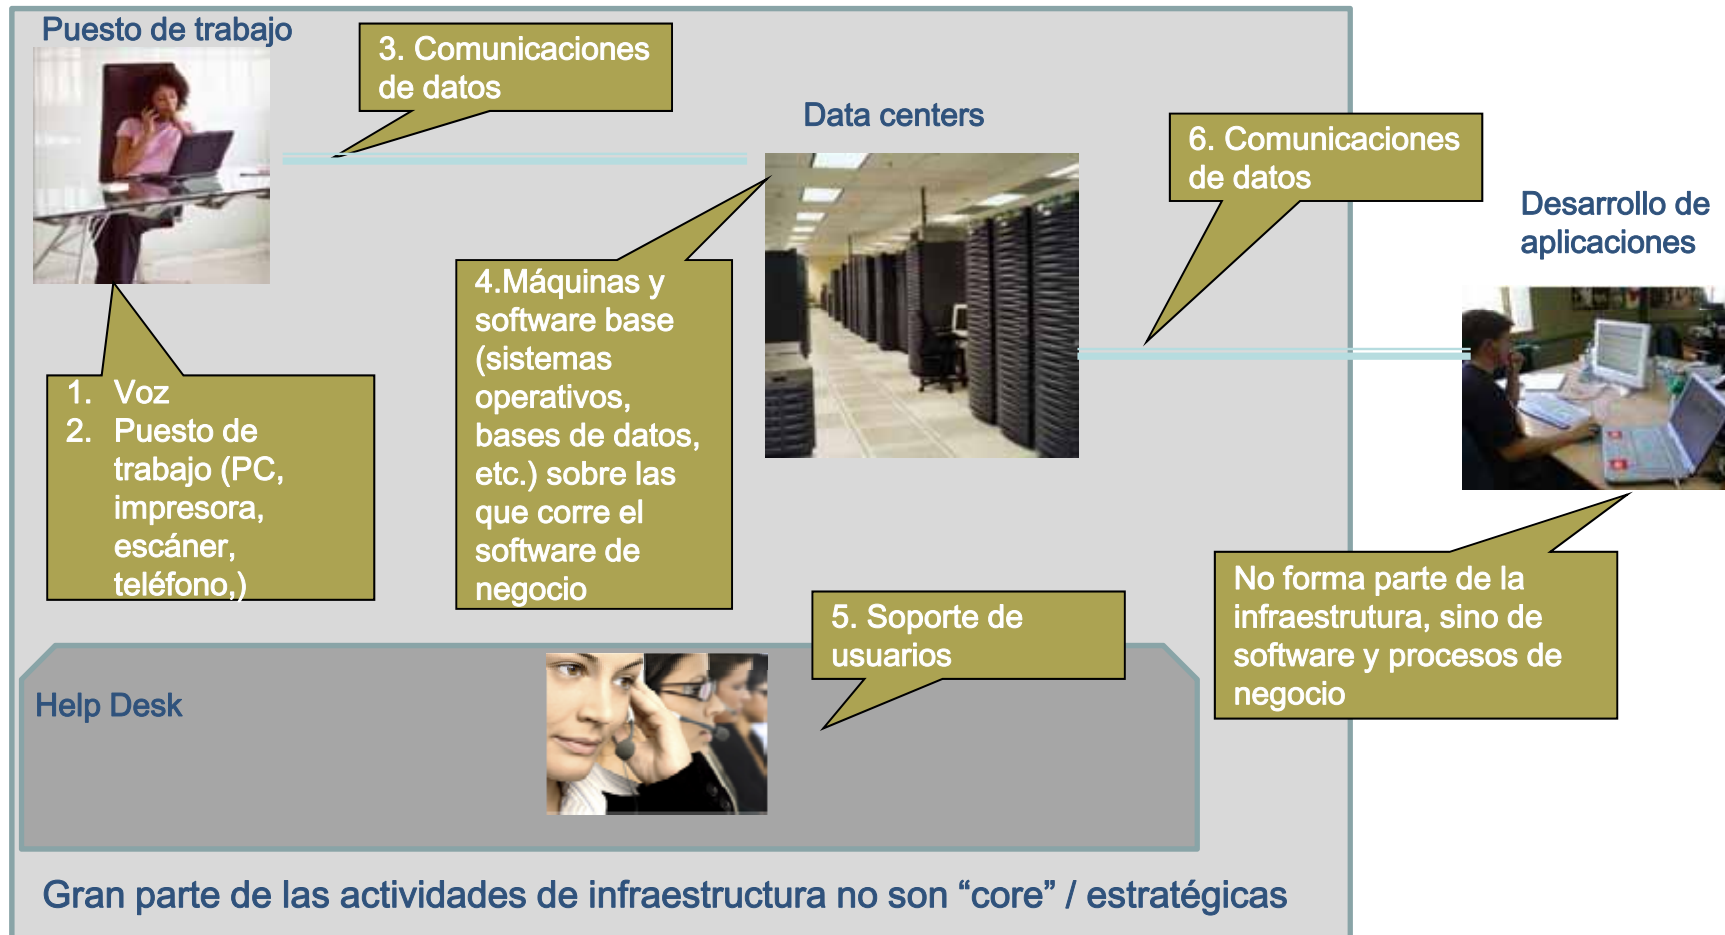 Puesto de trabajo
3. Comunicaciones
de datos
Data centers
6. Comunicaciones
de datos
Desarrollo de
aplicaciones
4.Máquinas y
software base
(sistemas
operativos,
bases de datos,
etc.) sobre las
que corre el
software de
negocio
1. Voz
2. Puesto de
trabajo (PC,
impresora,
escáner,
teléfono,)
No forma parte de la
infraestrutura, sino de
software y procesos de
negocio
5. Soporte de
usuarios
Help Desk
Gran parte de las actividades de infraestructura no son “core” / estratégicas